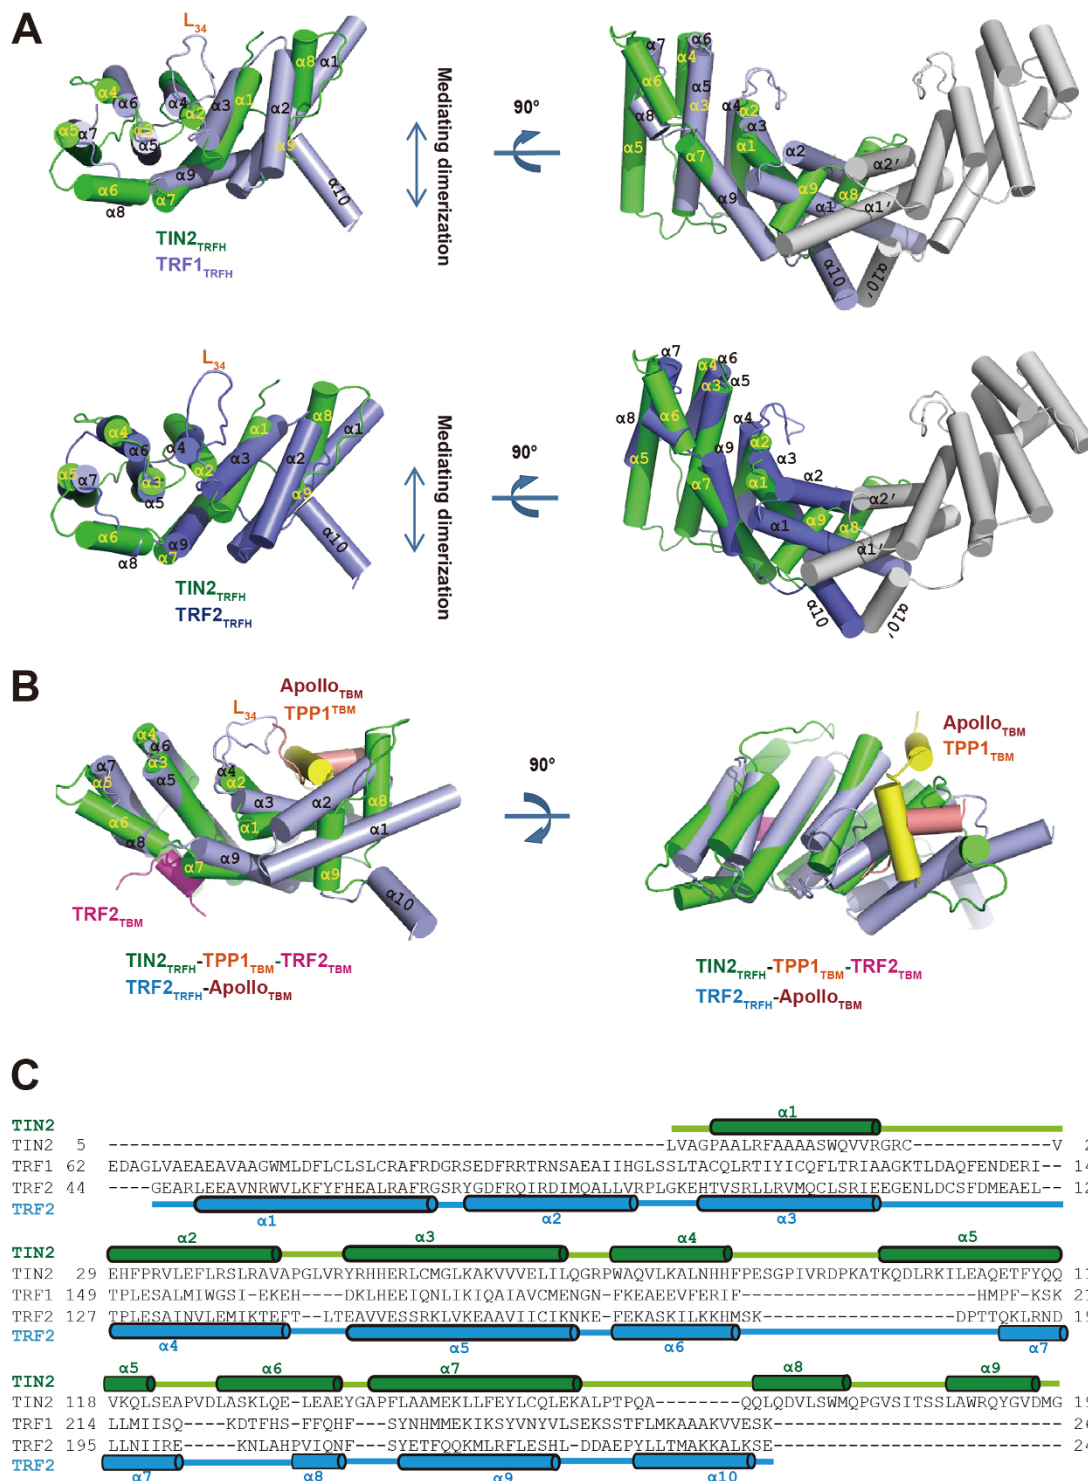 A
L34
α4
α6
α4
α3
α1
α2
α8
α1
α2
α5
α7
α3
α5
α9
α9
α6
α8
α7
α10
TIN2TRFH
TRF1TRFH
Mediating dimerization
90°
α7
α6
α6
α4
α5
α8
α3
α4
α2
α3
α5
α7
α1
α2
α2'
α9
α9
α8
α1
α1'
α10
α10'
L34
α4
α6
α4
α3
α1
α2
α8
α1
α2
α5
α7
α3
α5
α9
α6
α8
α9
α7
α10
TIN2TRFH
TRF2TRFH
Mediating dimerization
90°
α7
α4
α6
α3
α5
α8
α6
α4
α9
α2
α3
α5
α7
α1
α2
α2'
α1
α9
α8
α1'
α10
α10'
B
ApolloTBM
TPP1TBM
L34
α4
α6
α7
α3
α5
α5
α4
α2
α3
α2
α8
α6
α1
α1
α8
α7
α9
α9
α10
TRF2TBM
TIN2TRFH-TPP1TBM-TRF2TBM
TRF2TRFH-ApolloTBM
90°
ApolloTBM
TPP1TBM
TIN2TRFH-TPP1TBM-TRF2TBM
TRF2TRFH-ApolloTBM
C
TIN2 α1
TIN2 5 -----------------------------------------------LVAGPAALRFAAAASWQVVRGRC------------V 2
TRF1 62 EDAGLVAEAEAVAAGWMLDFLCLSLCRAFRDGRSEDFRRTRNSAEAIIHGLSSLTACQLRTIYICQFLTRIAAGKTLDAQFENDERI-- 14
TRF2 44 ----GEARLEEAVNRWVLKFYFHEALRAFRGSRYGDFRQIRDIMQALLVRPLGKEHTVSRLLRVMQCLSRIEEGENLDCSFDMEAEL-- 12
TRF2 α1 α2 α3
TIN2 α2 α3 α4 α5
TIN2 29 EHFPRVLEFLRSLRAVAPGLVRYRHHERLCMGLKAKVVVELILQGRPWAQVLKALNHHFPESGPIVRDPKATKQDLRKILEAQETFYQQ 11
TRF1 149 TPLESALMIWGSI-EKEH---DKLHEEIQNLIKIQAIAVCMENGN-FKEAEEVFERIF-------------------HMPF-KSK 21
TRF2 127 TPLESAINVLEMIKTEFT--LTEAVVESSRKLVKEAAVIICIKNKE-FEKASKILKKHMSK----------------DPTTQKLRND 19
TRF2 α4 α5 α6 α7
TIN2 α5 α6 α7 α8 α9
TIN2 118 VKQLSEAPVDLASKLQE-LEAEYGAPFLAAMEKLLFEYLCQLEKALPTPQA--------QQLQDVLSWMQPGVSITSSLAWRQYGVDMG 19
TRF1 214 LLMIISQ----KDTFHS-FFQHF---SYNHMMEKIKSYVNYVLSEKSSTFLMKAAAKVVESK-------------------------- 26
TRF2 195 LLNIIRE-----KNLAHPVIQNF---SYETFQQKMLRFLESHL-DDAEPYLLTMAKKALKSE-------------------------- 24
TRF2 α7 α8 α9 α10